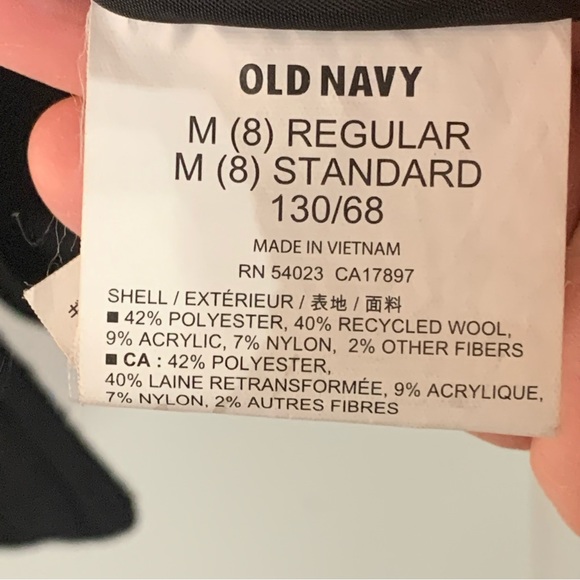 OLD NAVY
M (8) REGULAR
M (8) STANDARD
130/68
MADE IN VIETNAM
RN 54023 CA17897
SHELL / EXTÉRIEUR / 表地 / 面料
■ 42% POLYESTER, 40% RECYCLED WOOL,
9% ACRYLIC, 7% NYLON, 2% OTHER FIBERS
■ CA : 42% POLYESTER,
40% LAINE RETRANSFORMÉE, 9% ACRYLIQUE,
7% NYLON, 2% AUTRES FIBRES